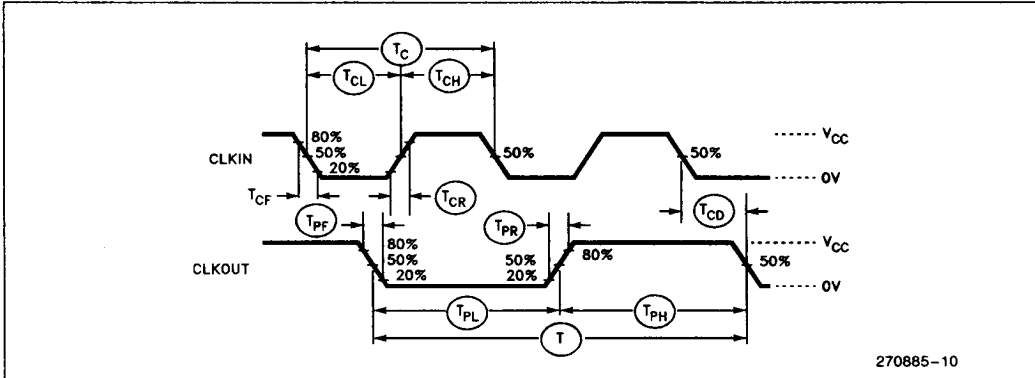 T_C
T_CL T_CH
80% V_CC
50% 50% 50%
CLKIN
20% 0V
T_CF T_CR T_CD
T_PF T_PR
80% 80% V_CC
50% 50% 50%
CLKOUT
20% 20% 0V
T_PL T_PH
T
270885-10